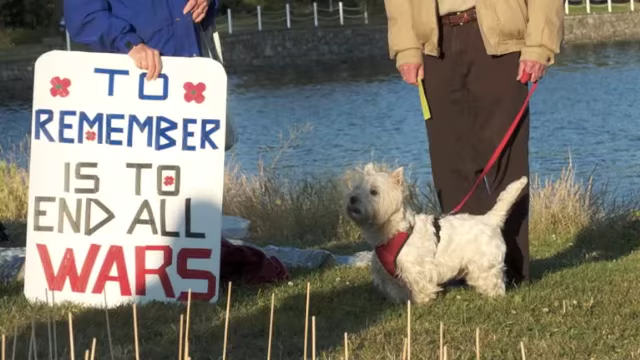 TO
REMEMBER
IS TO
END ALL
WARS